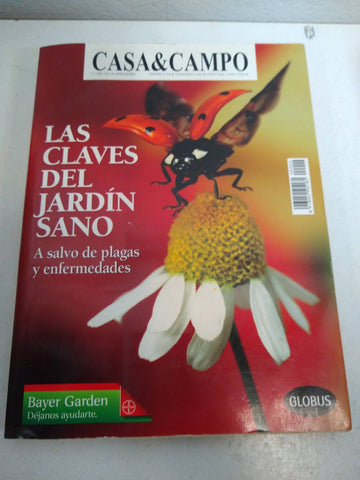 CASA&CAMPO
LAS
CLAVES
DEL
JARDÍN
SANO
A salvo de plagas
y enfermedades
Bayer Garden
Déjanos ayudarte.
GLOBUS